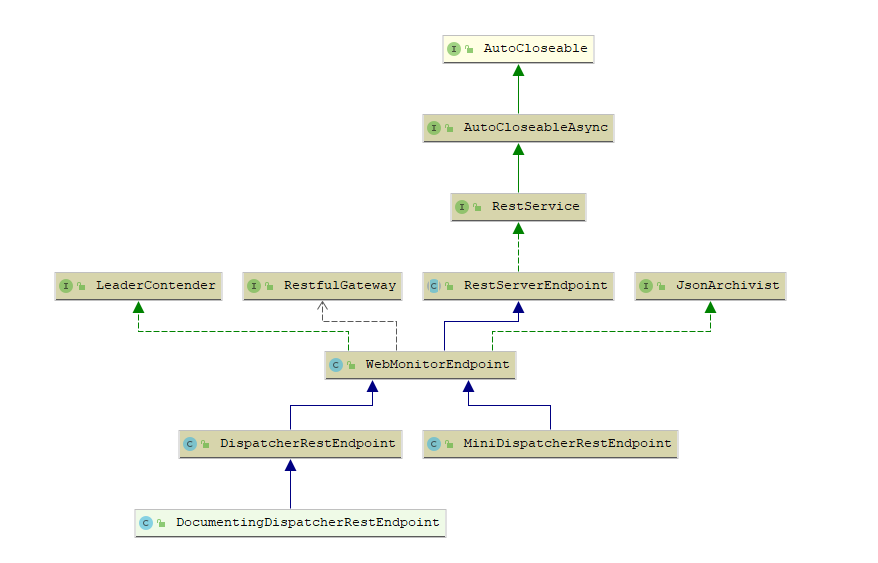 I AutoCloseable
I AutoCloseableAsync
I RestService
I LeaderContender
I RestfulGateway
C RestServerEndpoint
I JsonArchivist
C WebMonitorEndpoint
C DispatcherRestEndpoint
C MiniDispatcherRestEndpoint
C DocumentingDispatcherRestEndpoint